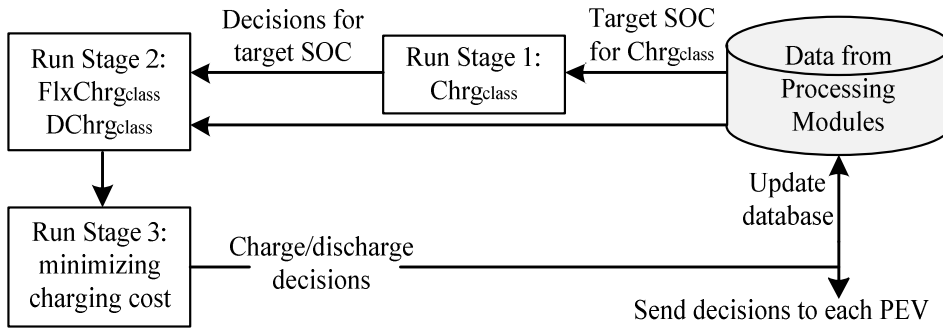 Decisions for
target SOC
Target SOC
for Chrgclass
Run Stage 2:
FlxChrgclass
DChrgclass
Run Stage 1:
Chrgclass
Data from
Processing
Modules
Update
database
Run Stage 3:
minimizing
charging cost
Charge/discharge
decisions
Send decisions to each PEV